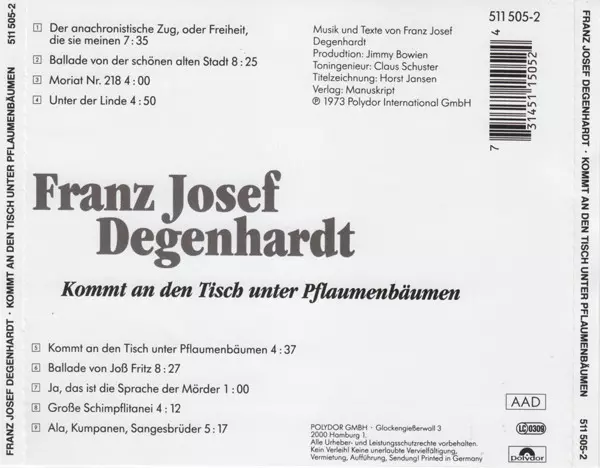 511 505-2
FRANZ JOSEF DEGENHARDT · KOMMT AN DEN TISCH UNTER PFLAUMENBÄUMEN
1 Der anachronistische Zug, oder Freiheit,
die sie meinen 7:35
2 Ballade von der schönen alten Stadt 8:25
3 Moriat Nr. 218 4:00
4 Unter der Linde 4:50
Musik und Texte von Franz Josef
Degenhardt
Prodution: Jimmy Bowien
Toningenieur: Claus Schuster
Titelzeichnung: Horst Jansen
Verlag: Manuskript
℗ 1973 Polydor International GmbH
511 505-2
7 31451 15052 4
Franz Josef
Degenhardt
Kommt an den Tisch unter Pflaumenbäumen
5 Kommt an den Tisch unter Pflaumenbäumen 4:37
6 Ballade von Joß Fritz 8:27
7 Ja, das ist die Sprache der Mörder 1:00
8 Große Schimpflitanei 4:12
9 Ala, Kumpanen, Sangesbrüder 5:17
POLYDOR GMBH · Glockengießerwall 3
2000 Hamburg 1.
Alle Urheber- und Leistungsschutzrechte vorbehalten.
Kein Verleih! Keine unerlaubte Vervielfältigung,
Vermietung, Aufführung, Sendung! Printed in Germany
AAD
LC 0309
Polydor
FRANZ JOSEF DEGENHARDT · KOMMT AN DEN TISCH UNTER PFLAUMENBÄUMEN
511 505-2